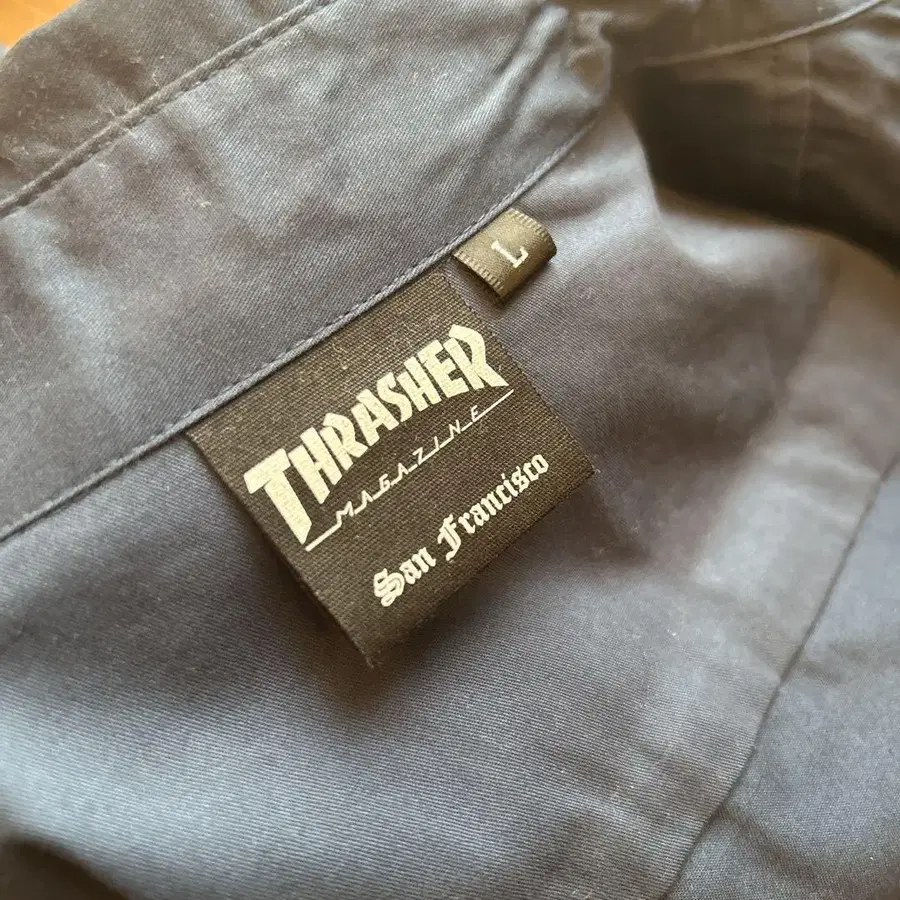 L
THRASHER
MAGAZINE
San Francisco